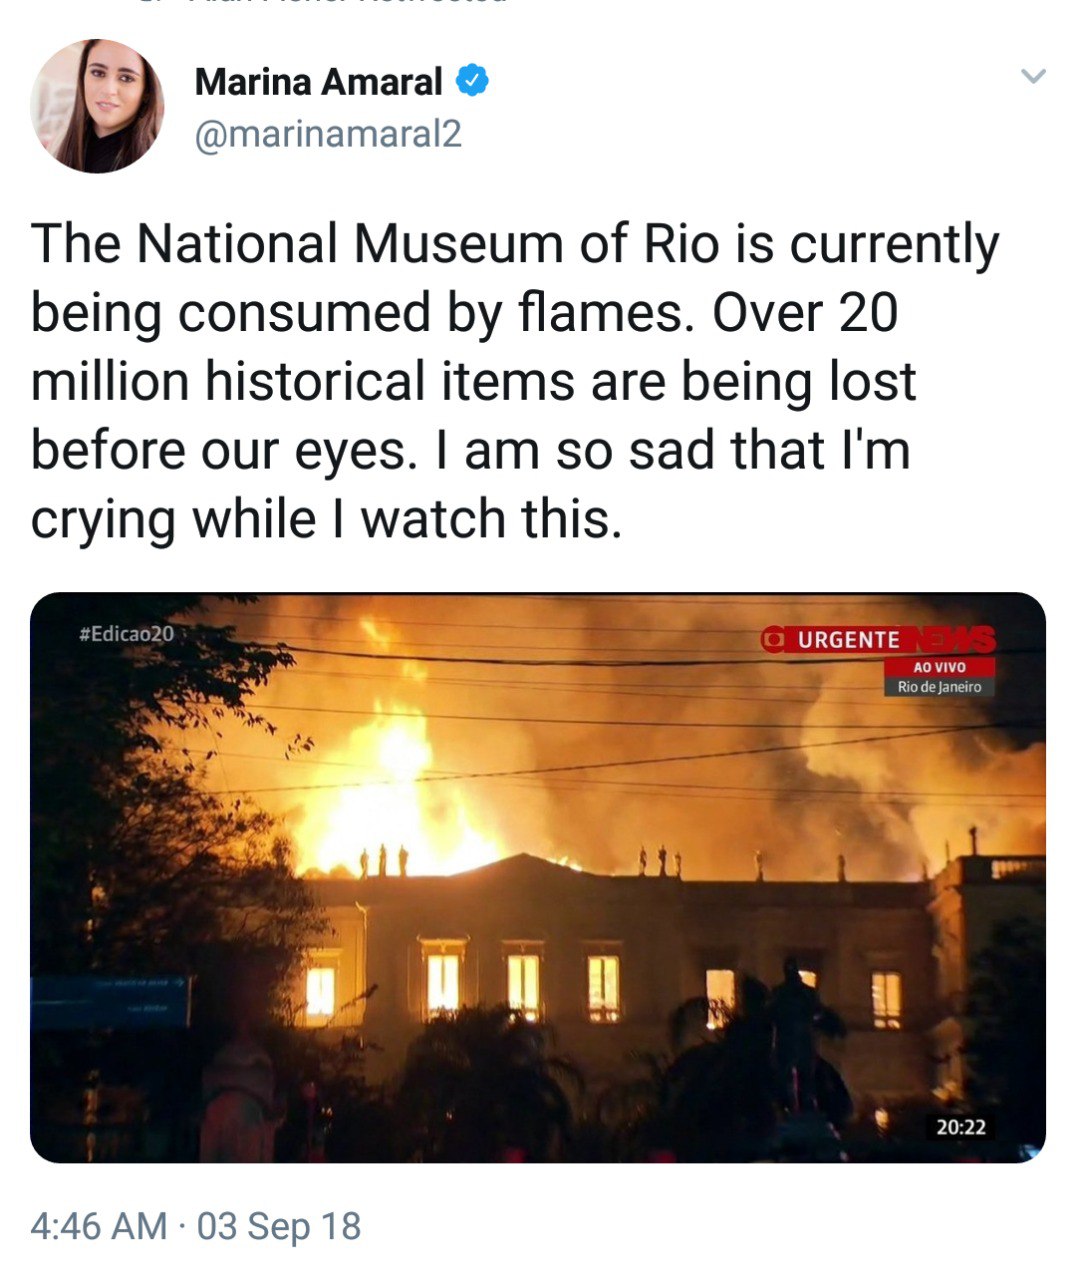 Marina Amaral
@marinamaral2
The National Museum of Rio is currently
being consumed by flames. Over 20
million historical items are being lost
before our eyes. I am so sad that I'm
crying while I watch this.
#Edicao20
URGENTE NEWS
AO VIVO
Rio de Janeiro
20:22
4:46 AM · 03 Sep 18